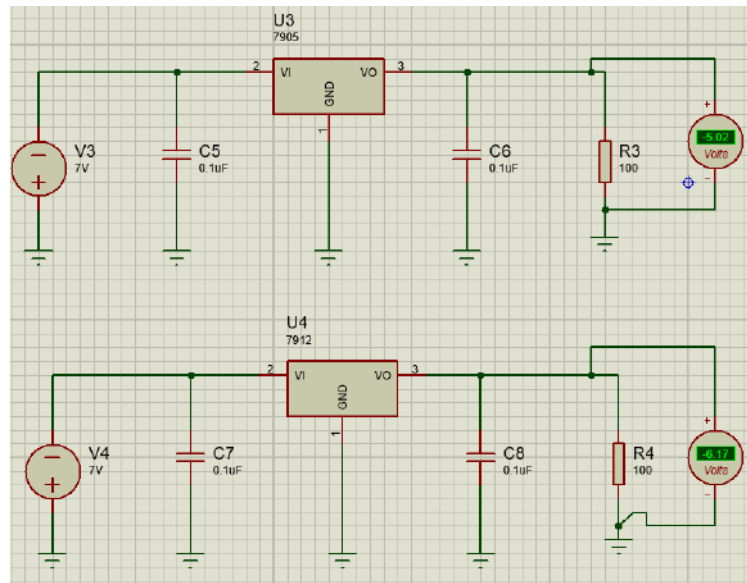 U3
7905
2
VI
VO
3
GND
1
V3
7V
C5
0.1uF
C6
0.1uF
R3
100
+
-5.02
Volts
-
U4
7912
2
VI
VO
3
GND
1
V4
7V
C7
0.1uF
C8
0.1uF
R4
100
+
-6.17
Volts
-